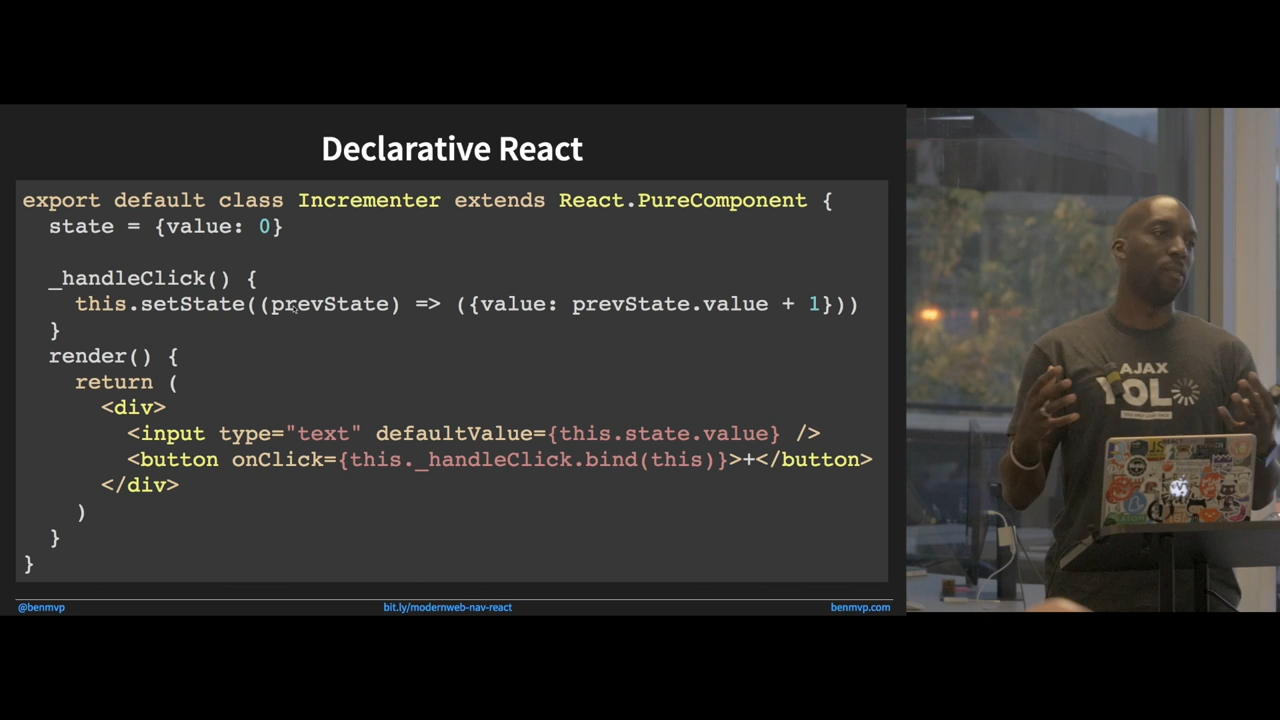 Declarative React
export default class Incrementer extends React.PureComponent {
state = {value: 0}
_handleClick() {
this.setState((prevState) => ({value: prevState.value + 1}))
}
render() {
return (
<div>
<input type="text" defaultValue={this.state.value} />
<button onClick={this._handleClick.bind(this)}>+</button>
</div>
)
}
}
@benmvp
bit.ly/modernweb-nav-react
benmvp.com
AJAX
YOLO